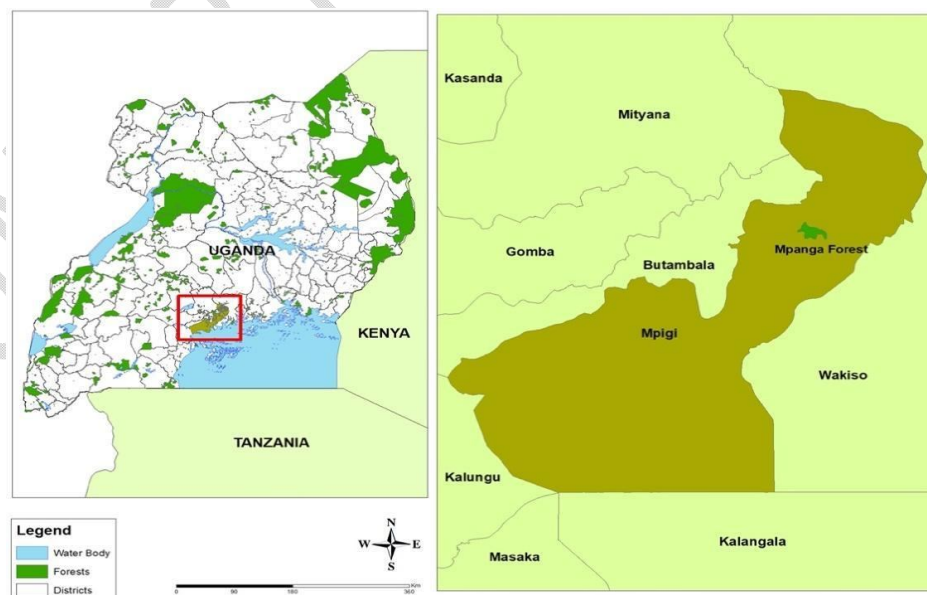 UGANDA
KENYA
TANZANIA
Legend
Water Body
Forests
Districts
N
W E
S
Km
0 90 180 360
Kasanda
Mityana
Gomba
Butambala
Mpanga Forest
Mpigi
Wakiso
Kalungu
Masaka
Kalangala